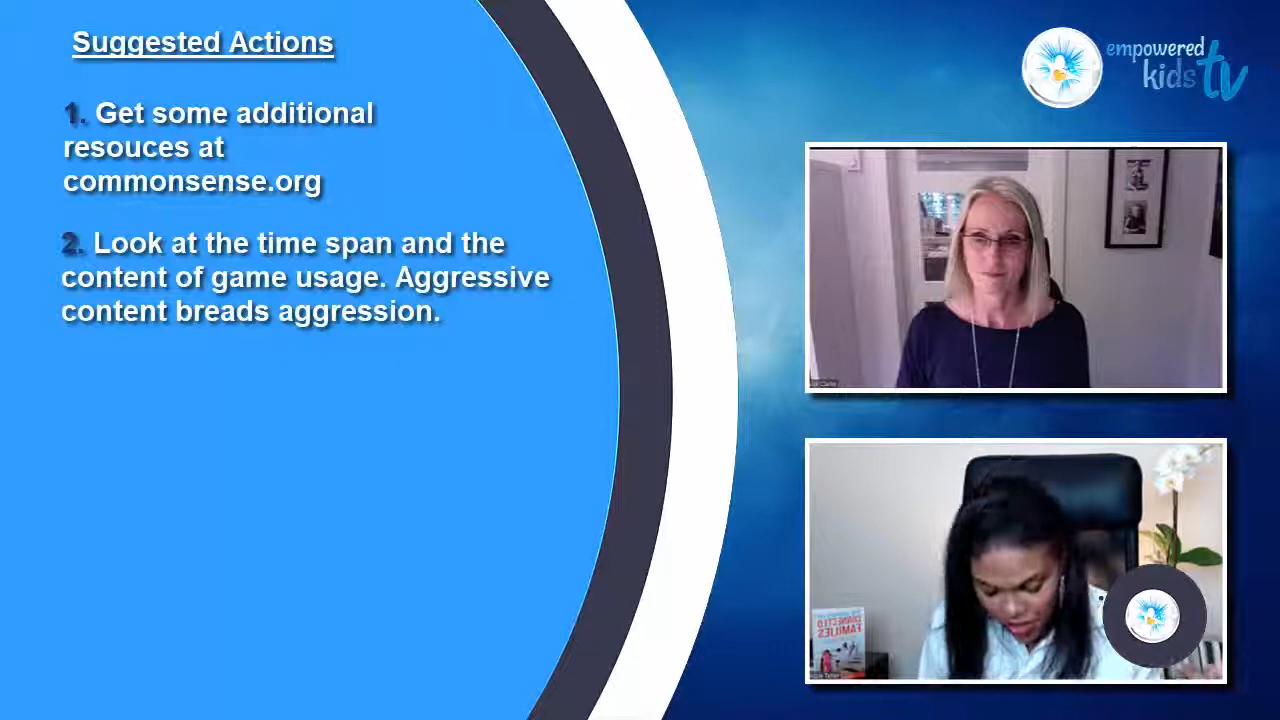 Suggested Actions
1. Get some additional
resouces at
commonsense.org
2. Look at the time span and the
content of game usage. Aggressive
content breads aggression.
empowered
kids tv
FAMILIES